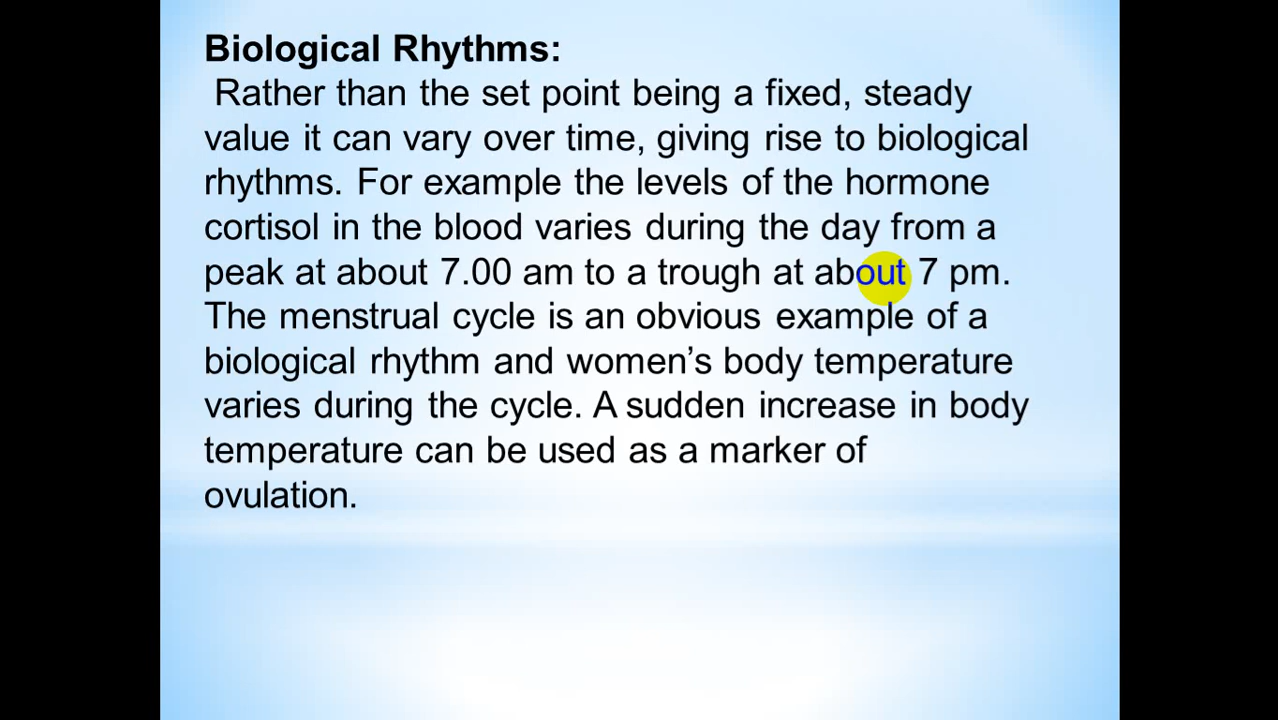 Biological Rhythms:
Rather than the set point being a fixed, steady
value it can vary over time, giving rise to biological
rhythms. For example the levels of the hormone
cortisol in the blood varies during the day from a
peak at about 7.00 am to a trough at about 7 pm.
The menstrual cycle is an obvious example of a
biological rhythm and women’s body temperature
varies during the cycle. A sudden increase in body
temperature can be used as a marker of
ovulation.